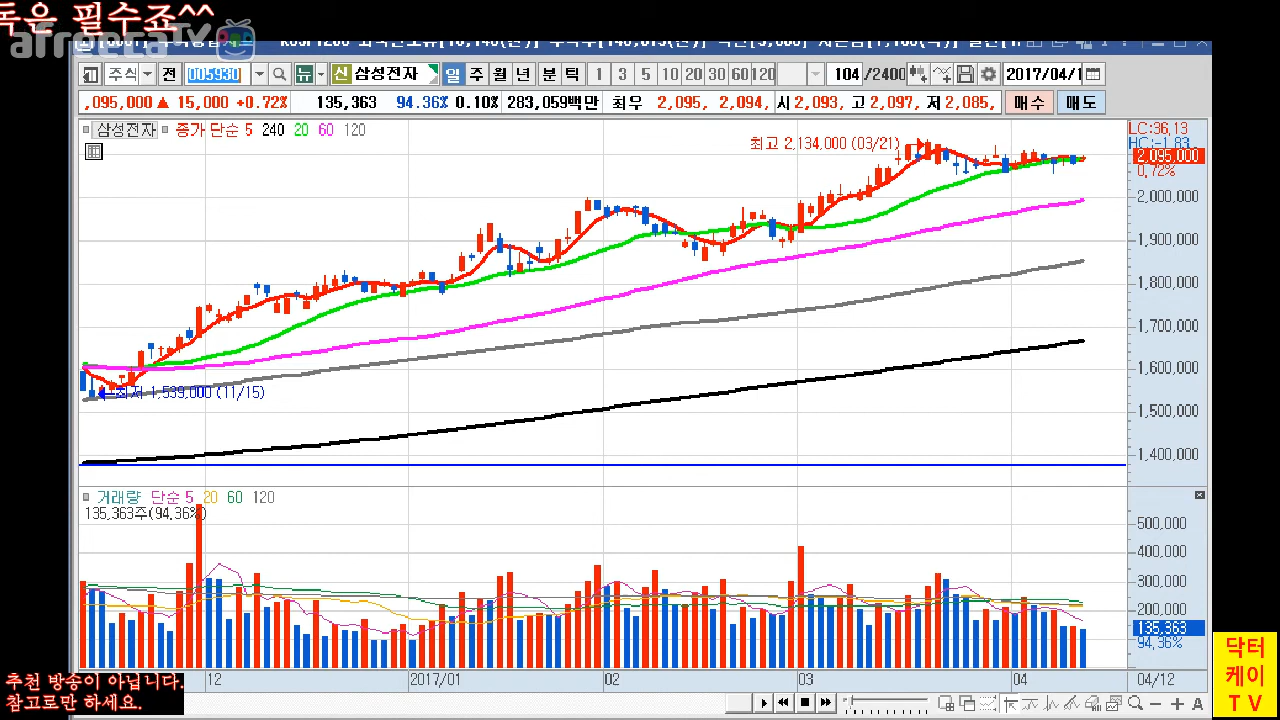 독은 필수죠^^
afreecaTV
주식 전 005930 뉴 신 삼성전자 일 주 월 년 분 틱 1 3 5 10 20 30 60 120 104 /2400 2017/04/1
,095,000 ▲ 15,000 +0.72% 135,363 94.36% 0.10% 283,059백만 최우 2,095, 2,094, 시 2,093, 고 2,097, 저 2,085, 매수 매도
삼성전자 종가 단순 5 240 20 60 120
LC:36,13
HC:-1,83
최고 2,134,000 (03/21)
2,095,000
0,72%
2,000,000
1,900,000
1,800,000
1,700,000
1,600,000
최저 1,539,000 (11/15)
1,500,000
1,400,000
거래량 단순 5 20 60 120
135,363주(94,36%)
500,000
400,000
300,000
200,000
135,363
94,36%
12 2017/01 02 03 04 04/12
추천 방송이 아닙니다.
참고로만 하세요.
닥터
케이
T V